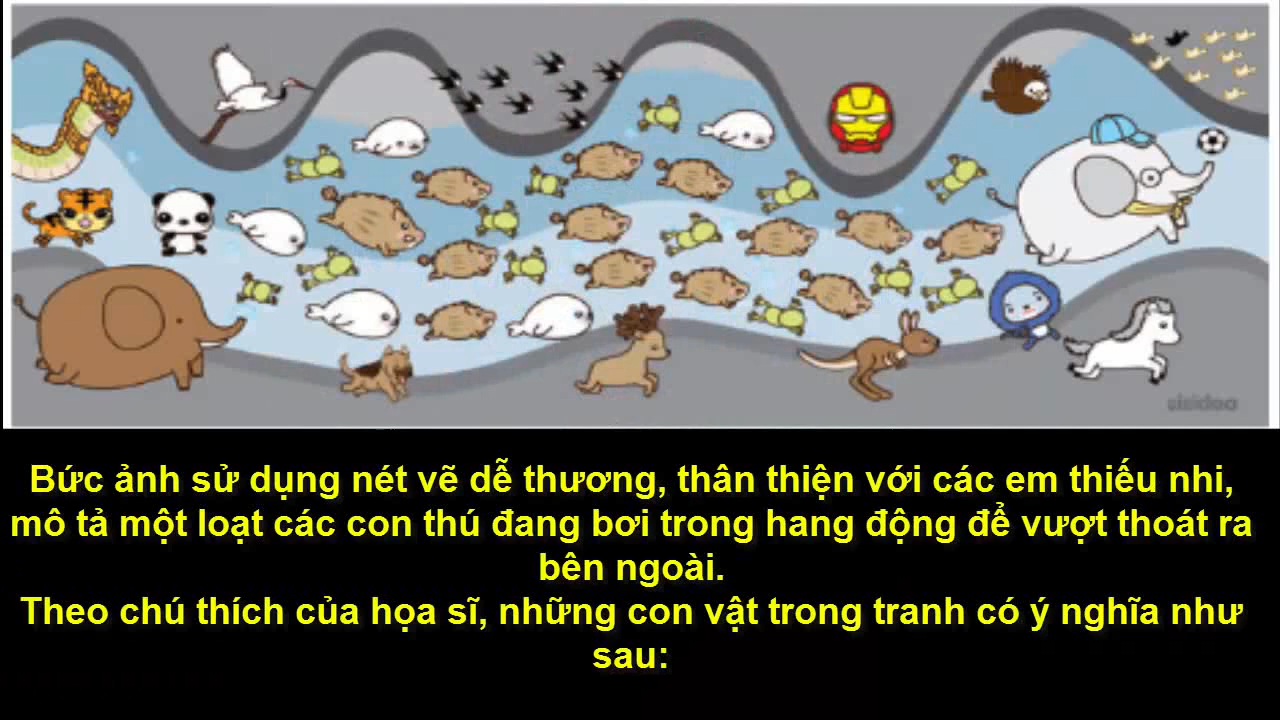 sisidea
Bức ảnh sử dụng nét vẽ dễ thương, thân thiện với các em thiếu nhi,
mô tả một loạt các con thú đang bơi trong hang động để vượt thoát ra
bên ngoài.
Theo chú thích của họa sĩ, những con vật trong tranh có ý nghĩa như
sau: